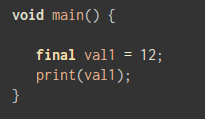 void main() {
final val1 = 12;
print(val1);
}